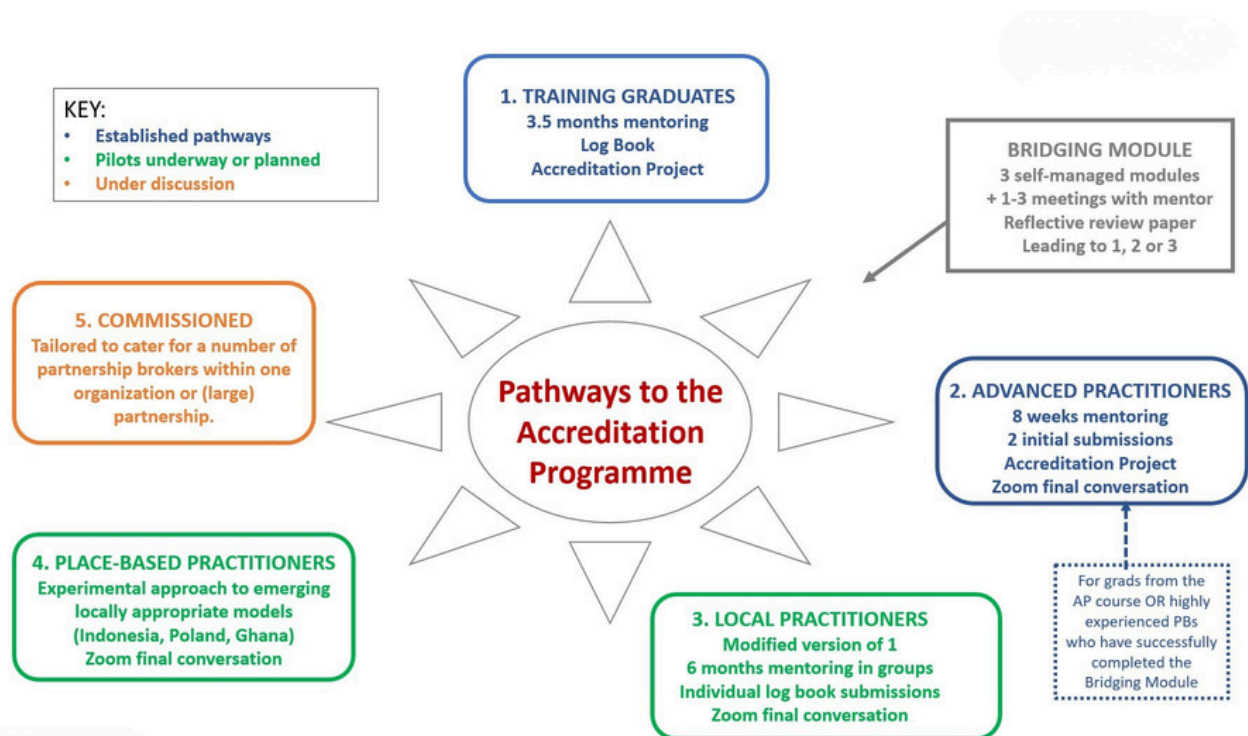 KEY:
• Established pathways
• Pilots underway or planned
• Under discussion
1. TRAINING GRADUATES
3.5 months mentoring
Log Book
Accreditation Project
BRIDGING MODULE
3 self-managed modules
+ 1-3 meetings with mentor
Reflective review paper
Leading to 1, 2 or 3
5. COMMISSIONED
Tailored to cater for a number of
partnership brokers within one
organization or (large)
partnership.
Pathways to the
Accreditation
Programme
2. ADVANCED PRACTITIONERS
8 weeks mentoring
2 initial submissions
Accreditation Project
Zoom final conversation
4. PLACE-BASED PRACTITIONERS
Experimental approach to emerging
locally appropriate models
(Indonesia, Poland, Ghana)
Zoom final conversation
3. LOCAL PRACTITIONERS
Modified version of 1
6 months mentoring in groups
Individual log book submissions
Zoom final conversation
For grads from the
AP course OR highly
experienced PBs
who have successfully
completed the
Bridging Module